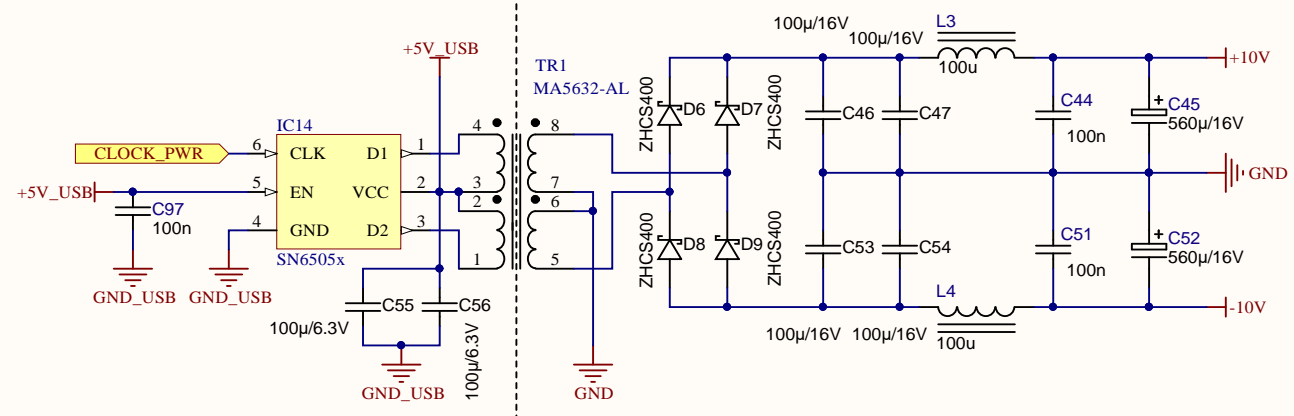 100µ/16V
L3
100µ/16V
+5V_USB
TR1
100u
+10V
MA5632-AL
ZHCS400
D6
D7
ZHCS400
C46
C47
C44
100n
C45
560µ/16V
IC14
4
8
CLOCK_PWR
6
CLK
D1
1
+5V_USB
5
EN
VCC
2
3
7
GND
C97
100n
4
GND
D2
3
2
6
SN6505x
1
5
GND_USB
GND_USB
ZHCS400
D8
D9
ZHCS400
C53
C54
C51
100n
C52
560µ/16V
C55
C56
L4
-10V
100µ/6.3V
100µ/6.3V
100µ/16V
100µ/16V
100u
GND_USB
GND